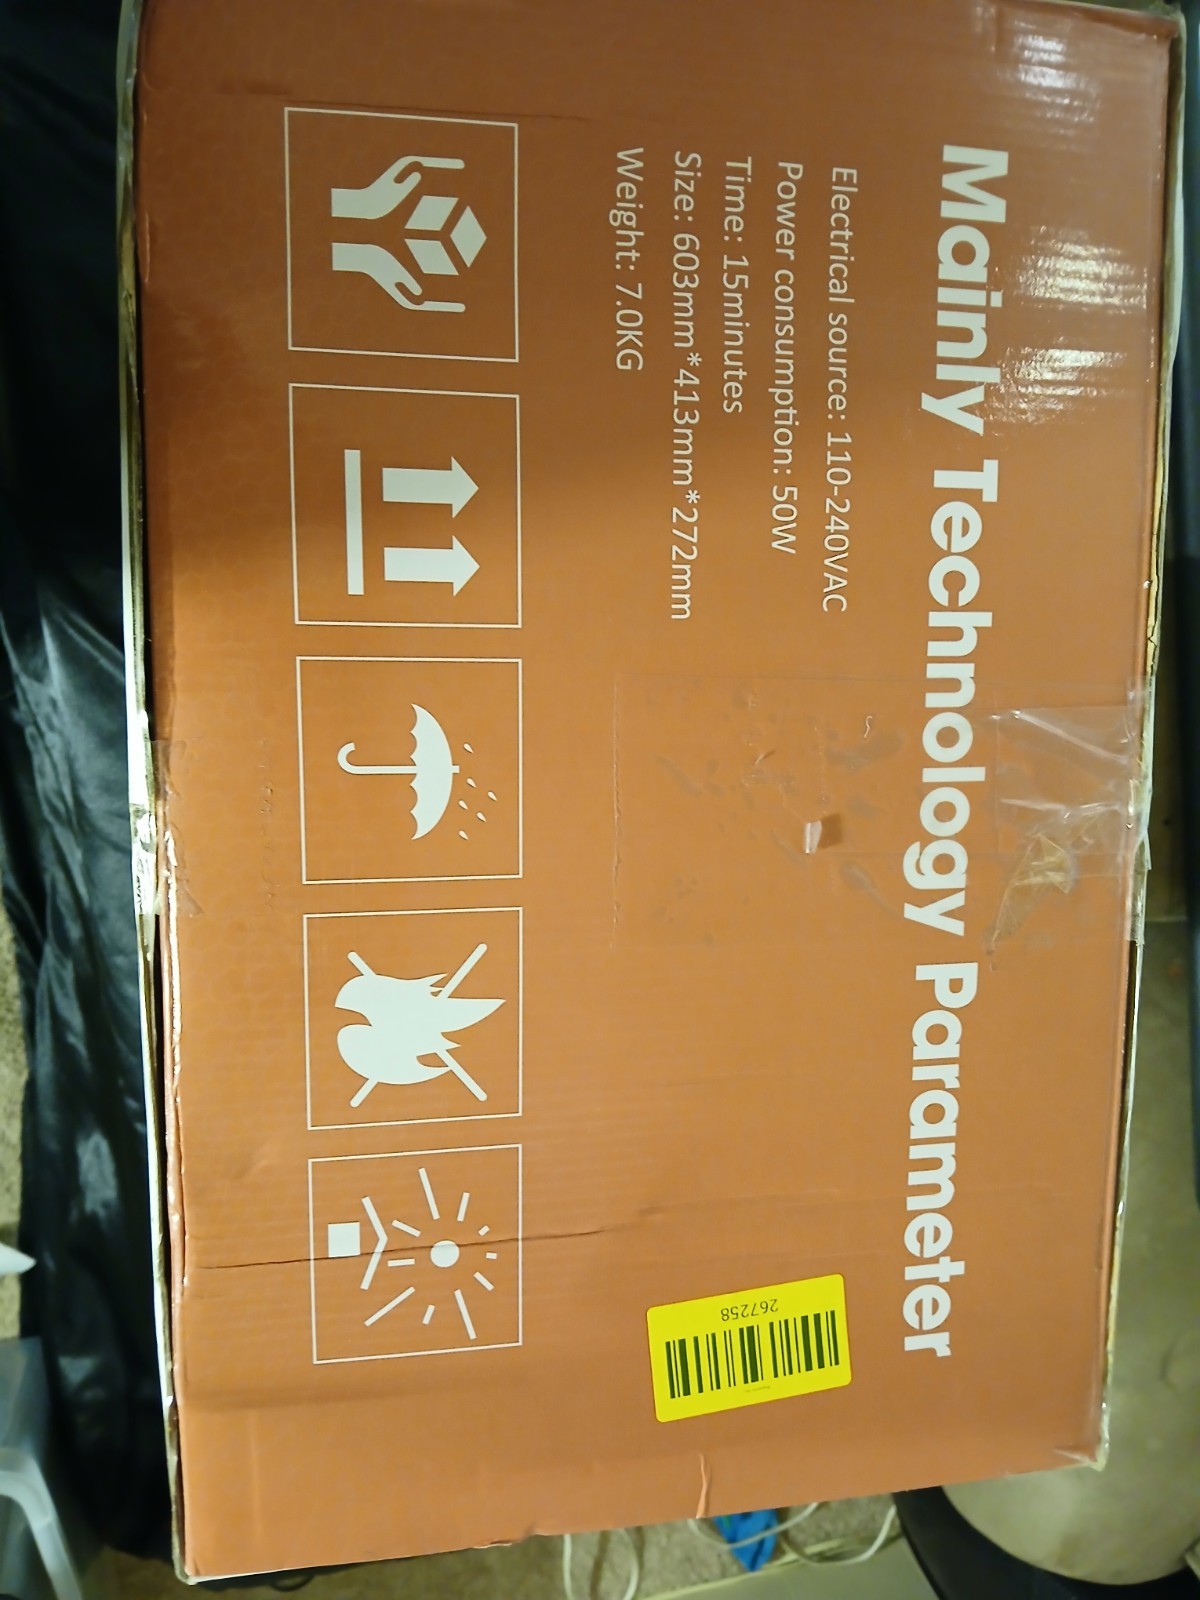 Mainly Technology Parameter
Electrical source: 110-240VAC
Power consumption: 50W
Time: 15minutes
Size: 603mm*413mm*272mm
Weight: 7.0KG
267258